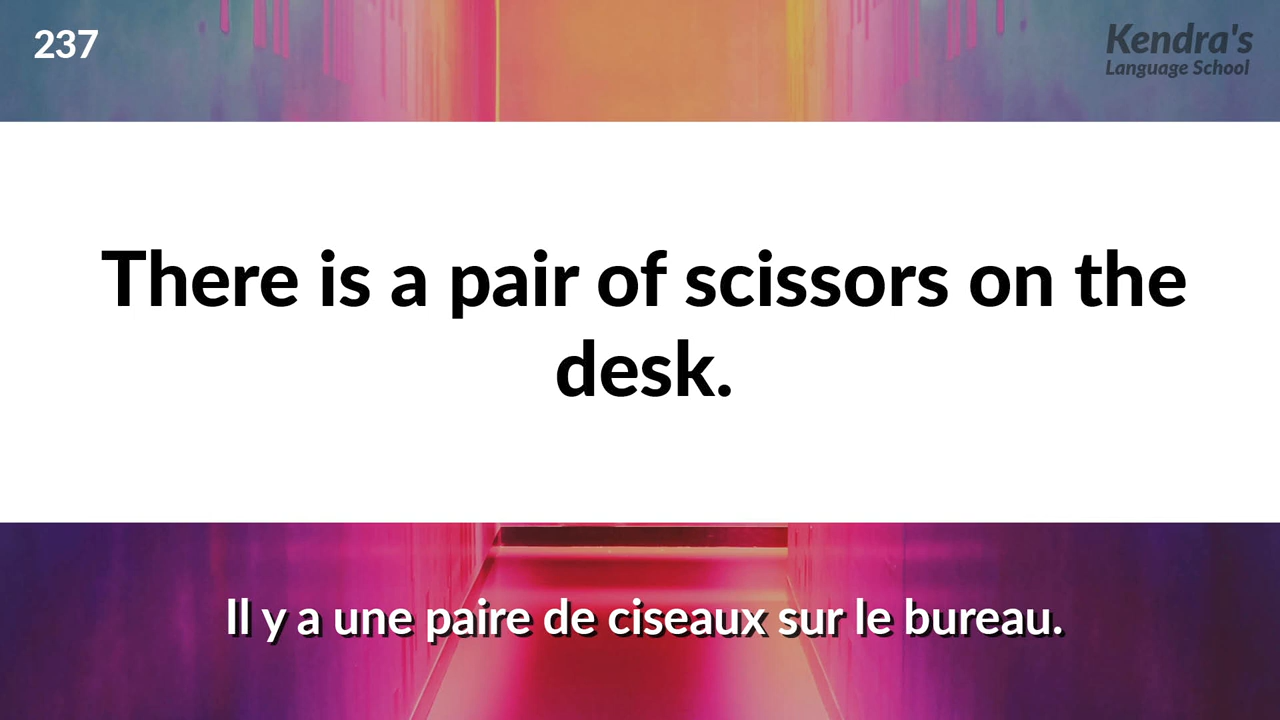 237
Kendra's
Language School
There is a pair of scissors on the
desk.
Il y a une paire de ciseaux sur le bureau.